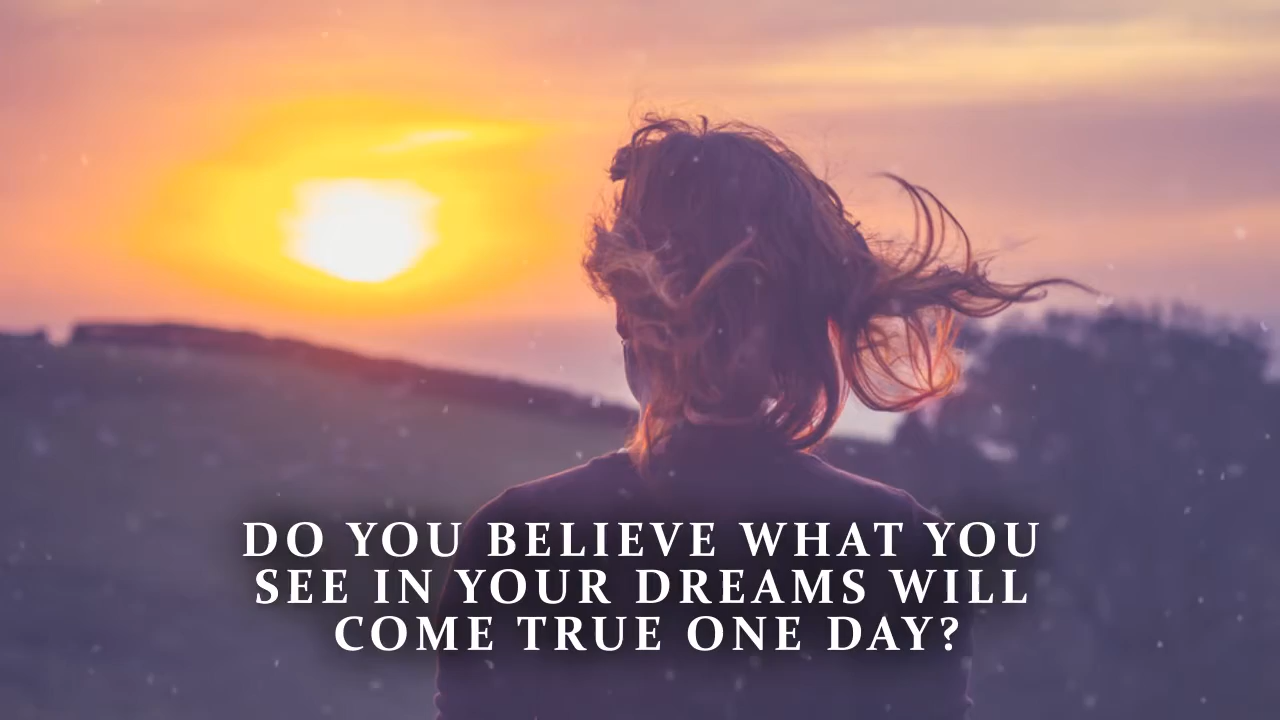 DO YOU BELIEVE WHAT YOU
SEE IN YOUR DREAMS WILL
COME TRUE ONE DAY?